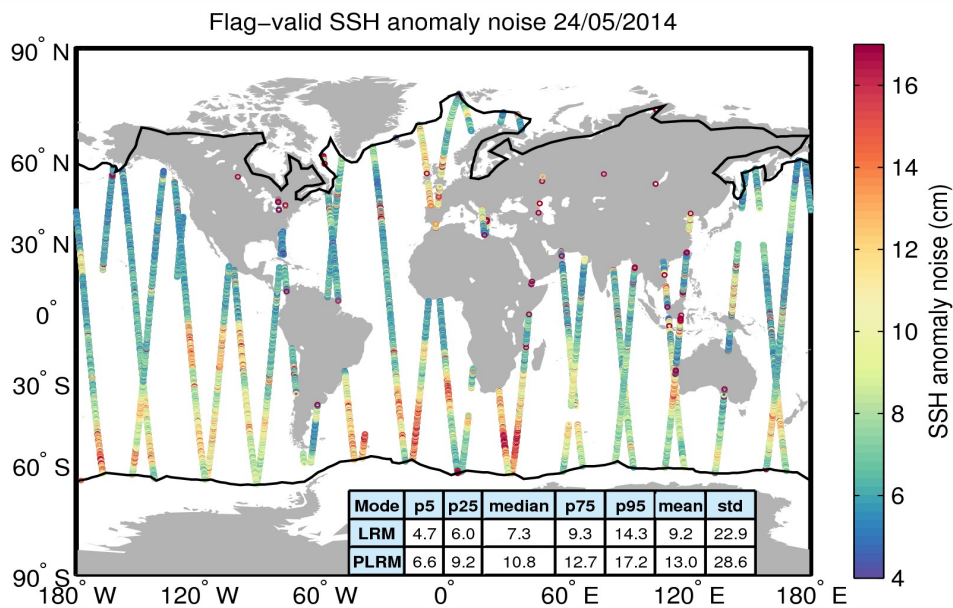 Flag−valid SSH anomaly noise 24/05/2014
90° N
60° N
30° N
0°
30° S
60° S
90° S
180° W 120° W 60° W 0° 60° E 120° E 180° E
Mode p5 p25 median p75 p95 mean std
LRM 4.7 6.0 7.3 9.3 14.3 9.2 22.9
PLRM 6.6 9.2 10.8 12.7 17.2 13.0 28.6
16
14
12
10
8
6
4
SSH anomaly noise (cm)